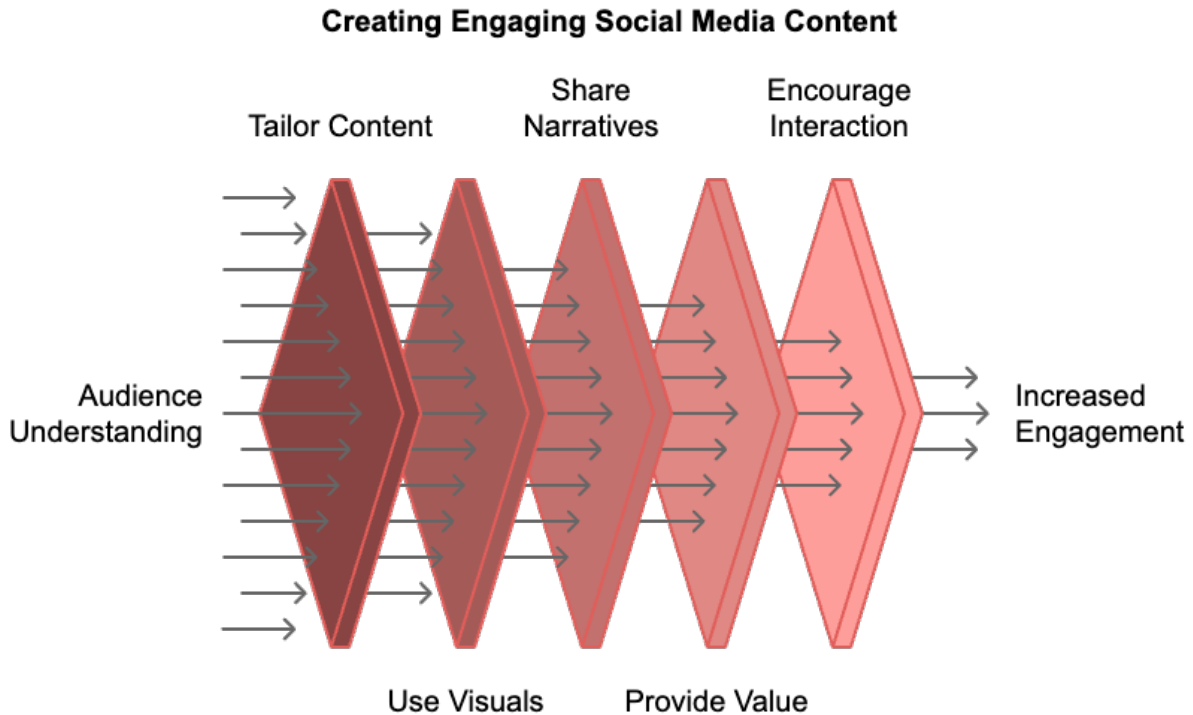 Creating Engaging Social Media Content
Share
Encourage
Tailor Content
Narratives
Interaction
Audience
Understanding
Increased
Engagement
Use Visuals
Provide Value